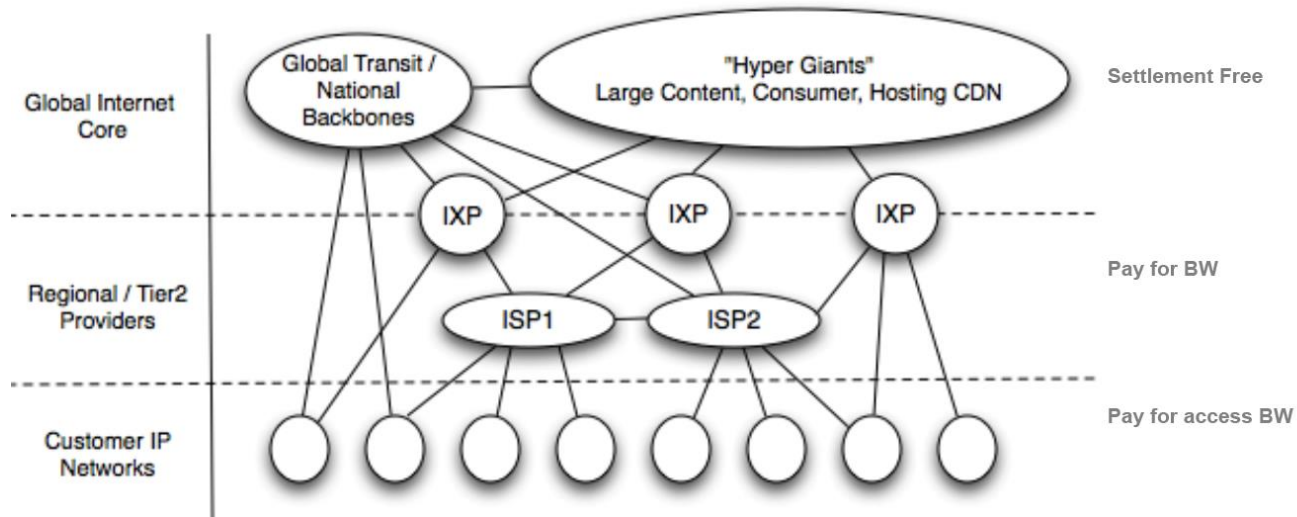 Global Internet
Core
Global Transit /
National
Backbones
"Hyper Giants"
Large Content, Consumer, Hosting CDN
Settlement Free
IXP
IXP
IXP
Regional / Tier2
Providers
ISP1
ISP2
Pay for BW
Customer IP
Networks
Pay for access BW